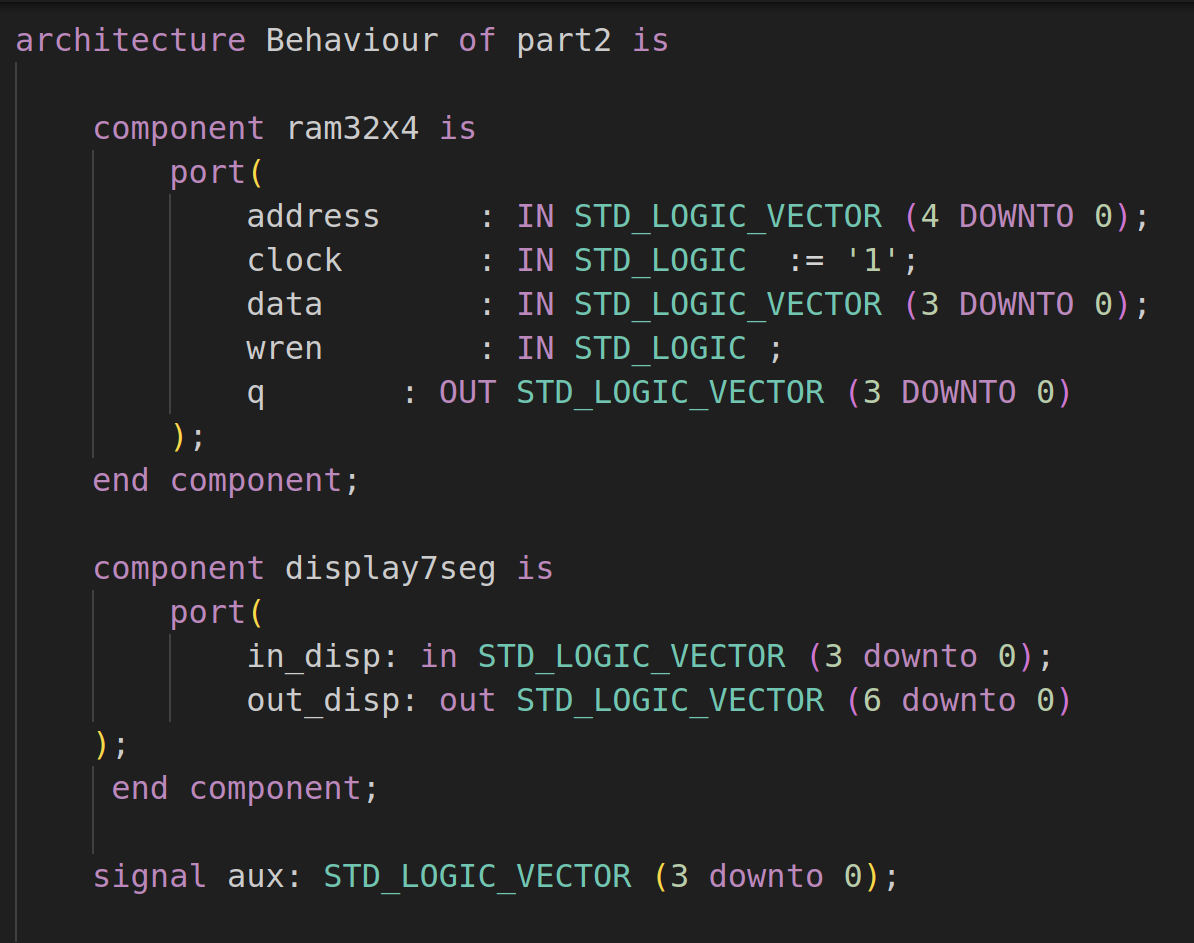 architecture Behaviour of part2 is
component ram32x4 is
port(
address : IN STD_LOGIC_VECTOR (4 DOWNTO 0);
clock : IN STD_LOGIC := '1';
data : IN STD_LOGIC_VECTOR (3 DOWNTO 0);
wren : IN STD_LOGIC ;
q : OUT STD_LOGIC_VECTOR (3 DOWNTO 0)
);
end component;
component display7seg is
port(
in_disp: in STD_LOGIC_VECTOR (3 downto 0);
out_disp: out STD_LOGIC_VECTOR (6 downto 0)
);
end component;
signal aux: STD_LOGIC_VECTOR (3 downto 0);